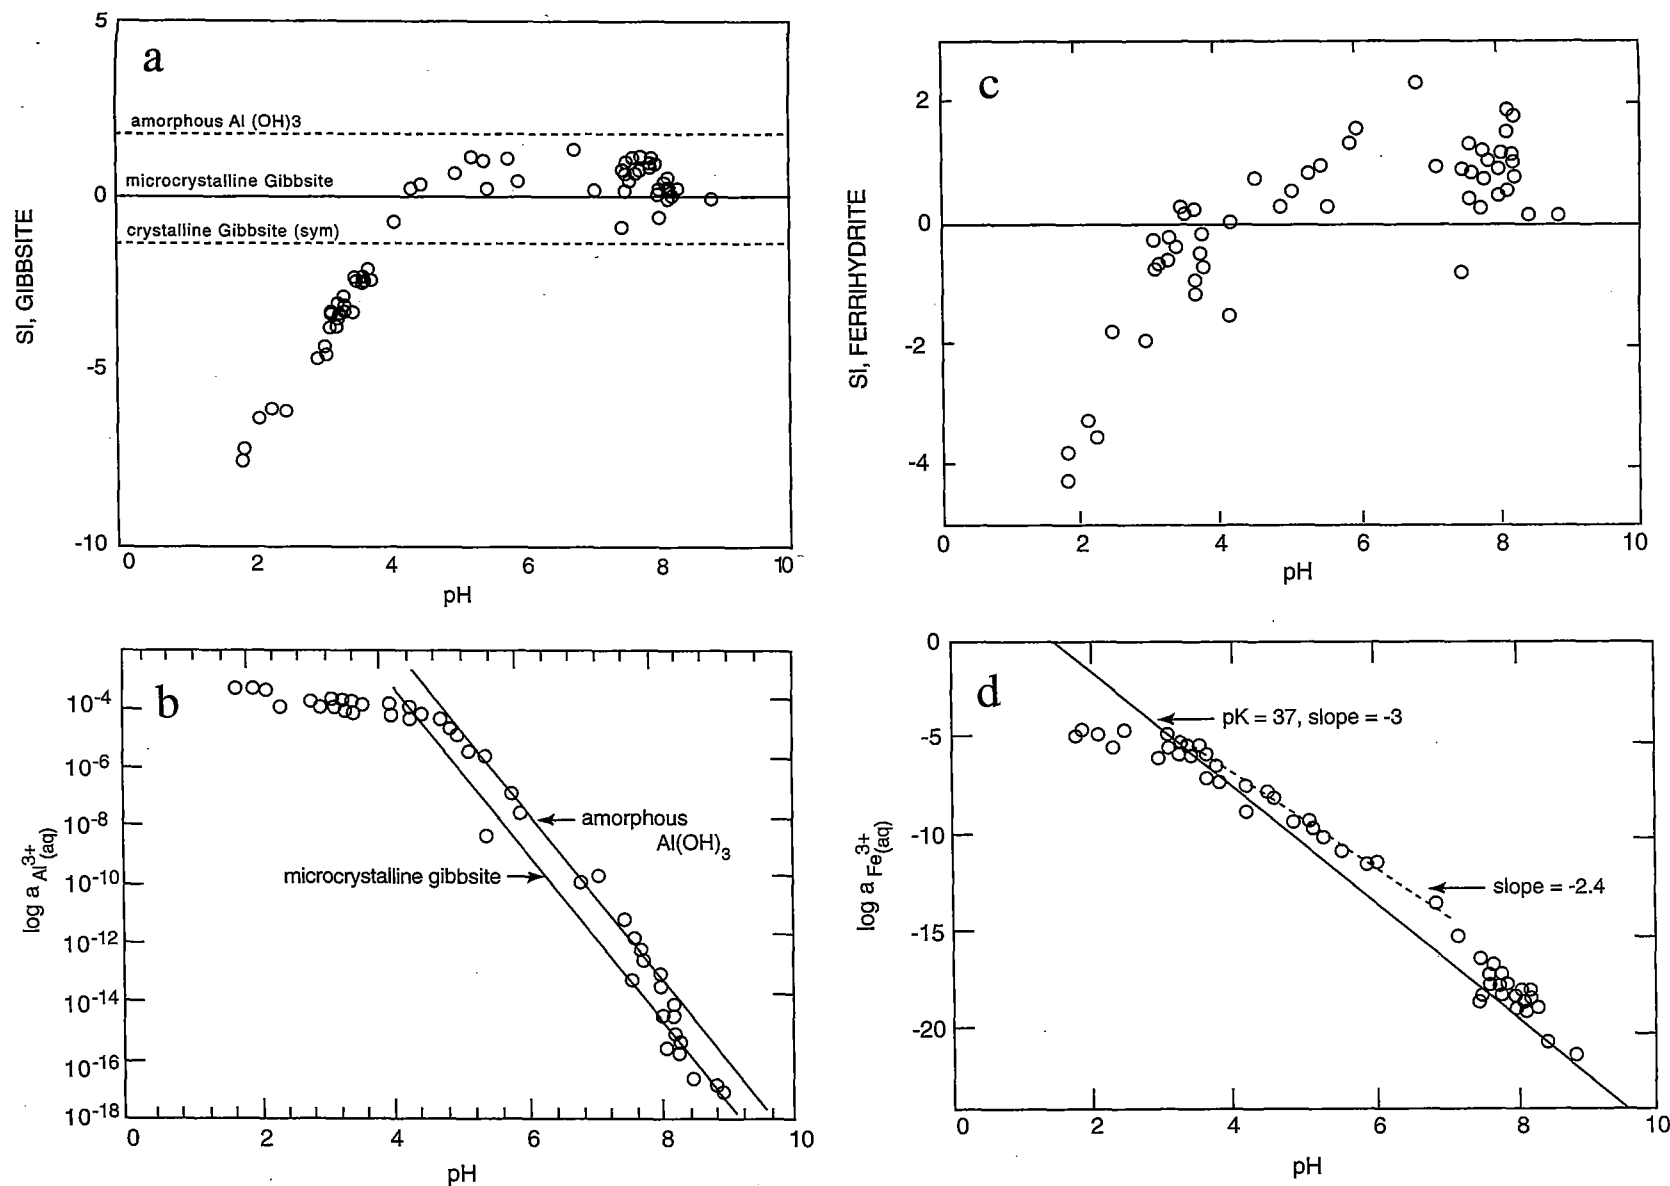 a
5
0
-5
-10
SI, GIBBSITE
amorphous Al (OH)3
microcrystalline Gibbsite
crystalline Gibbsite (sym)
0 2 4 6 8 10
pH
c
2
0
-2
-4
SI, FERRIHYDRITE
0 2 4 6 8 10
pH
b
10-4
10-6
10-8
10-10
10-12
10-14
10-16
10-18
log a Al3+(aq)
amorphous
Al(OH)3
microcrystalline gibbsite
0 2 4 6 8 10
pH
d
0
-5
-10
-15
-20
log a Fe3+(aq)
pK = 37, slope = -3
slope = -2.4
0 2 4 6 8 10
pH